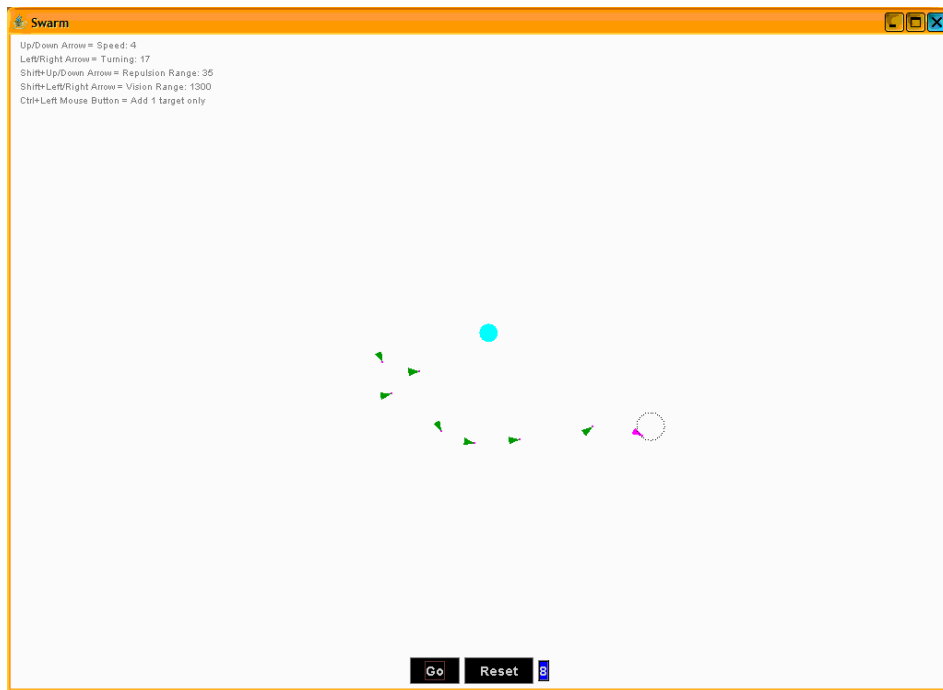 Swarm
Up/Down Arrow = Speed: 4
Left/Right Arrow = Turning: 17
Shift+Up/Down Arrow = Repulsion Range: 35
Shift+Left/Right Arrow = Vision Range: 1300
Ctrl+Left Mouse Button = Add 1 target only
Go Reset 8